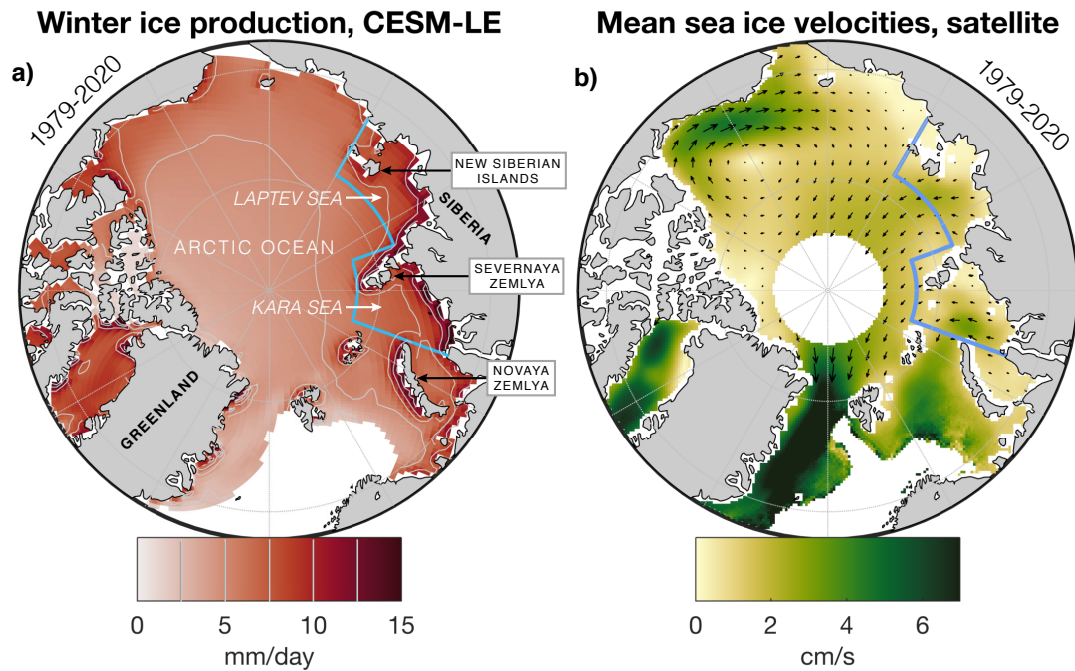 Winter ice production, CESM-LE
a)
1979-2020
NEW SIBERIAN
ISLANDS
LAPTEV SEA
SIBERIA
ARCTIC OCEAN
SEVERNAYA
ZEMLYA
KARA SEA
NOVAYA
ZEMLYA
GREENLAND
0
5
10
15
mm/day
Mean sea ice velocities, satellite
b)
1979-2020
0
2
4
6
cm/s